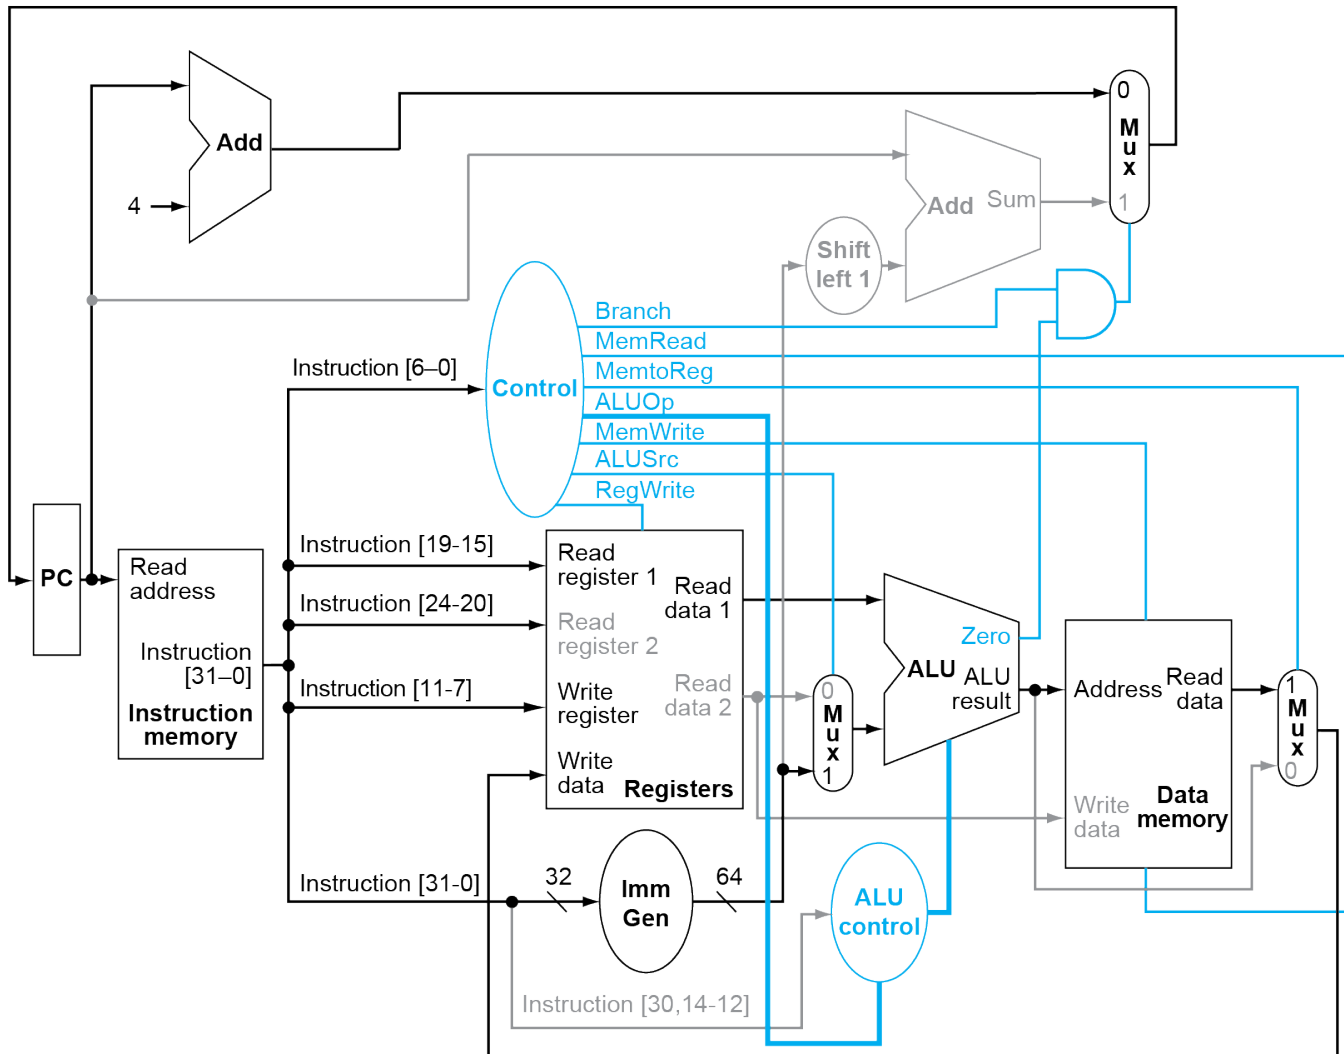 0
M
u
x
1
Add
4
Add Sum
Shift
left 1
Branch
MemRead
MemtoReg
ALUOp
MemWrite
ALUSrc
RegWrite
Control
Instruction [6–0]
PC
Read
address
Instruction
[31–0]
Instruction
memory
Instruction [19-15]
Instruction [24-20]
Instruction [11-7]
Instruction [31-0]
Read
register 1
Read
register 2
Write
register
Write
data
Read
data 1
Read
data 2
Registers
0
M
u
x
1
Zero
ALU
ALU
result
Address
Read
data
Write
data
Data
memory
1
M
u
x
0
32
Imm
Gen
64
ALU
control
Instruction [30,14-12]